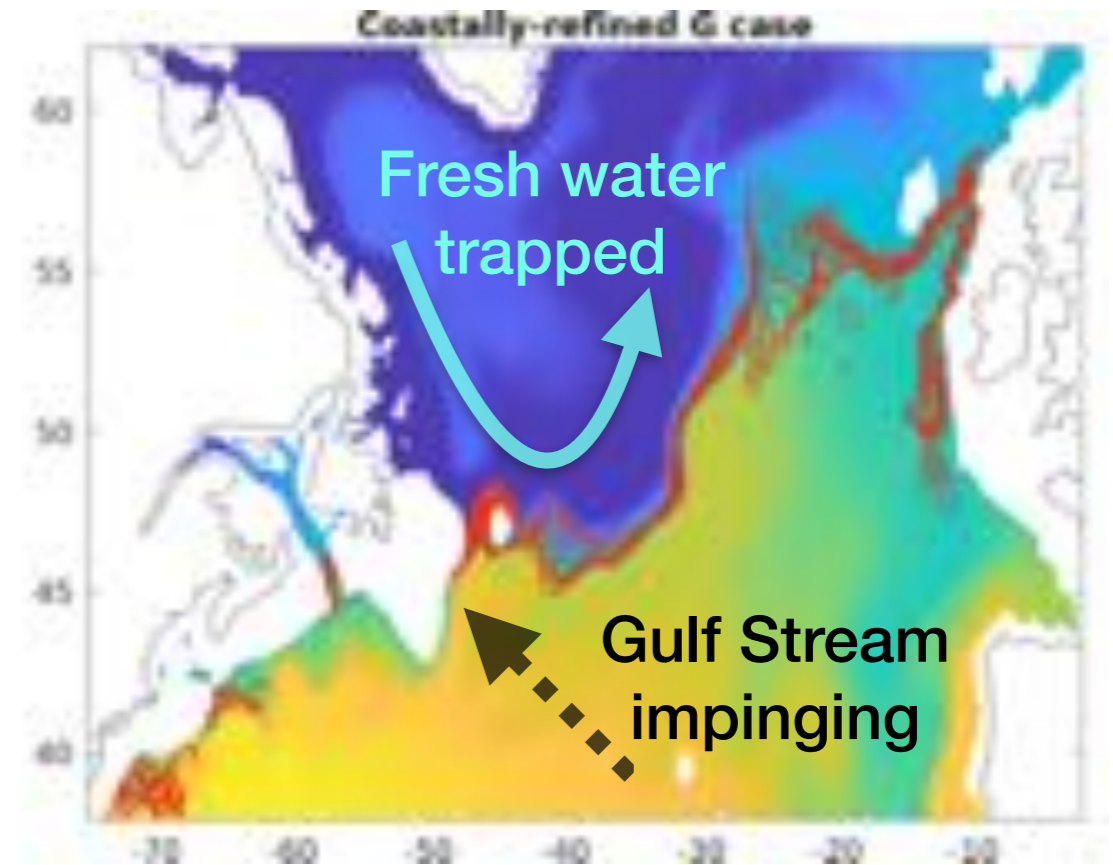 Coastally-refined G case
60
55
50
45
40
Fresh water
trapped
Gulf Stream
impinging
-70 -60 -50 -40 -30 -20 -10